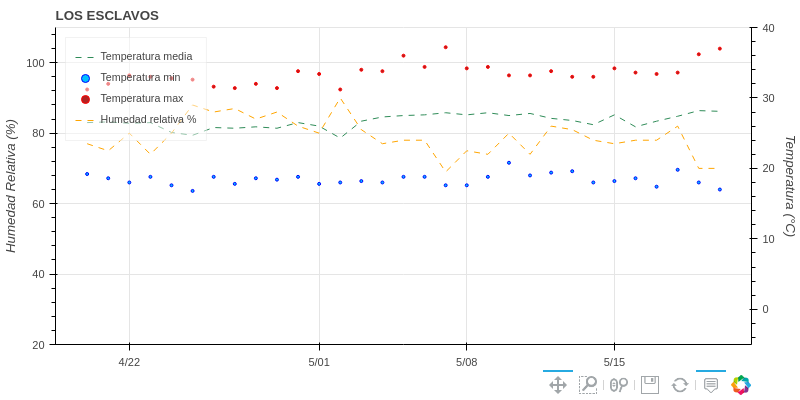 LOS ESCLAVOS
Temperatura media
Temperatura min
Temperatura max
Humedad relativa %
Humedad Relativa (%)
100
80
60
40
20
Temperatura (°C)
40
30
20
10
0
4/22
5/01
5/08
5/15